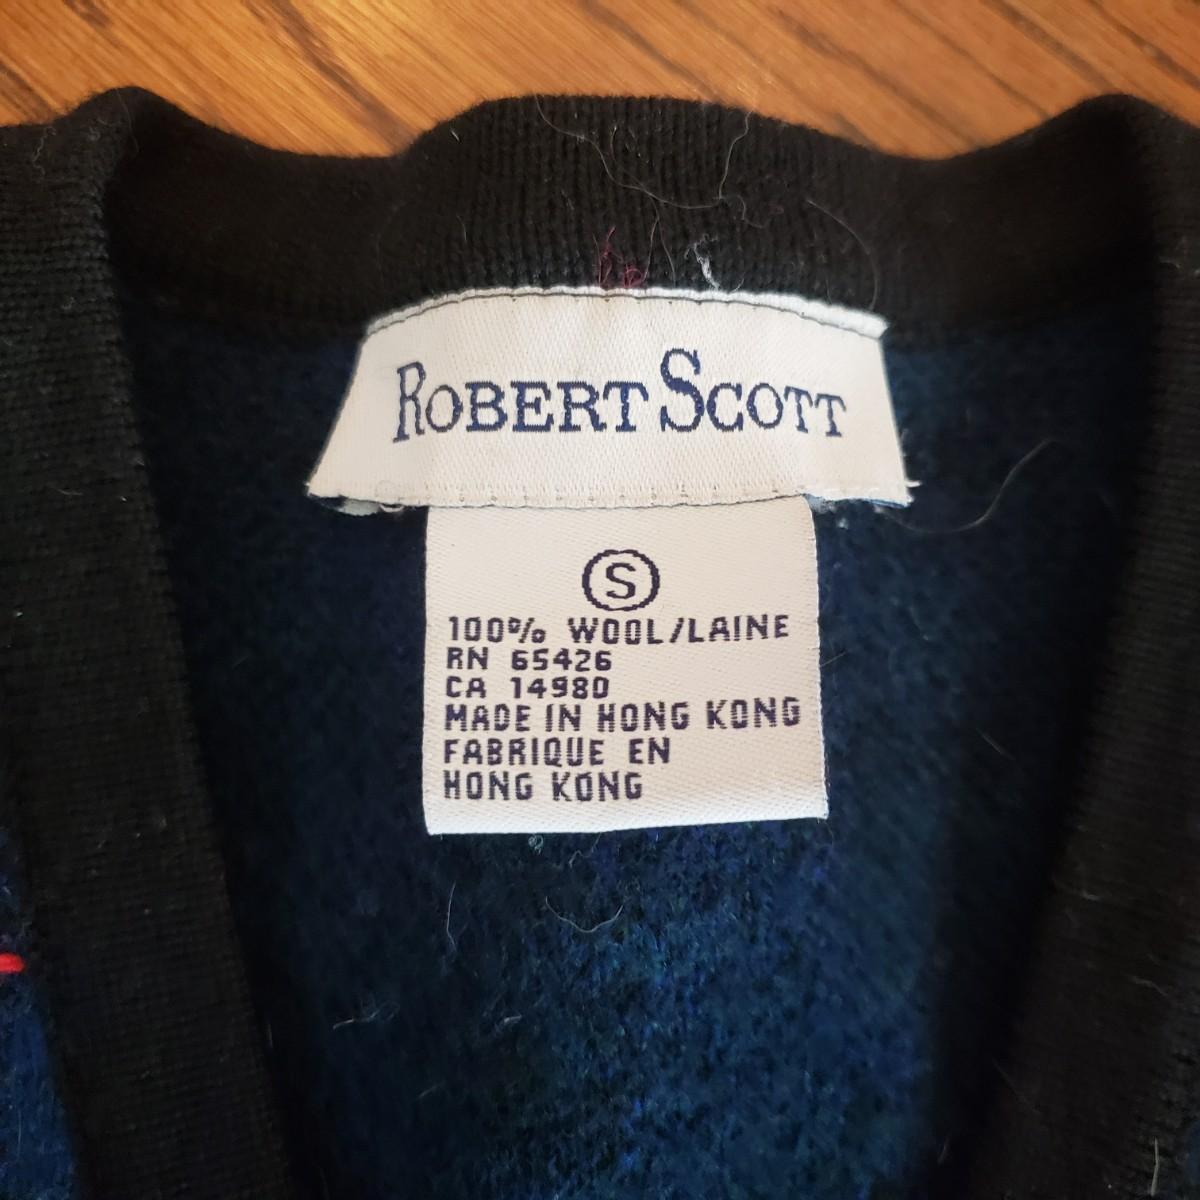 ROBERT SCOTT
S
100% WOOL/LAINE
RN 65426
CA 14980
MADE IN HONG KONG
FABRIQUE EN
HONG KONG